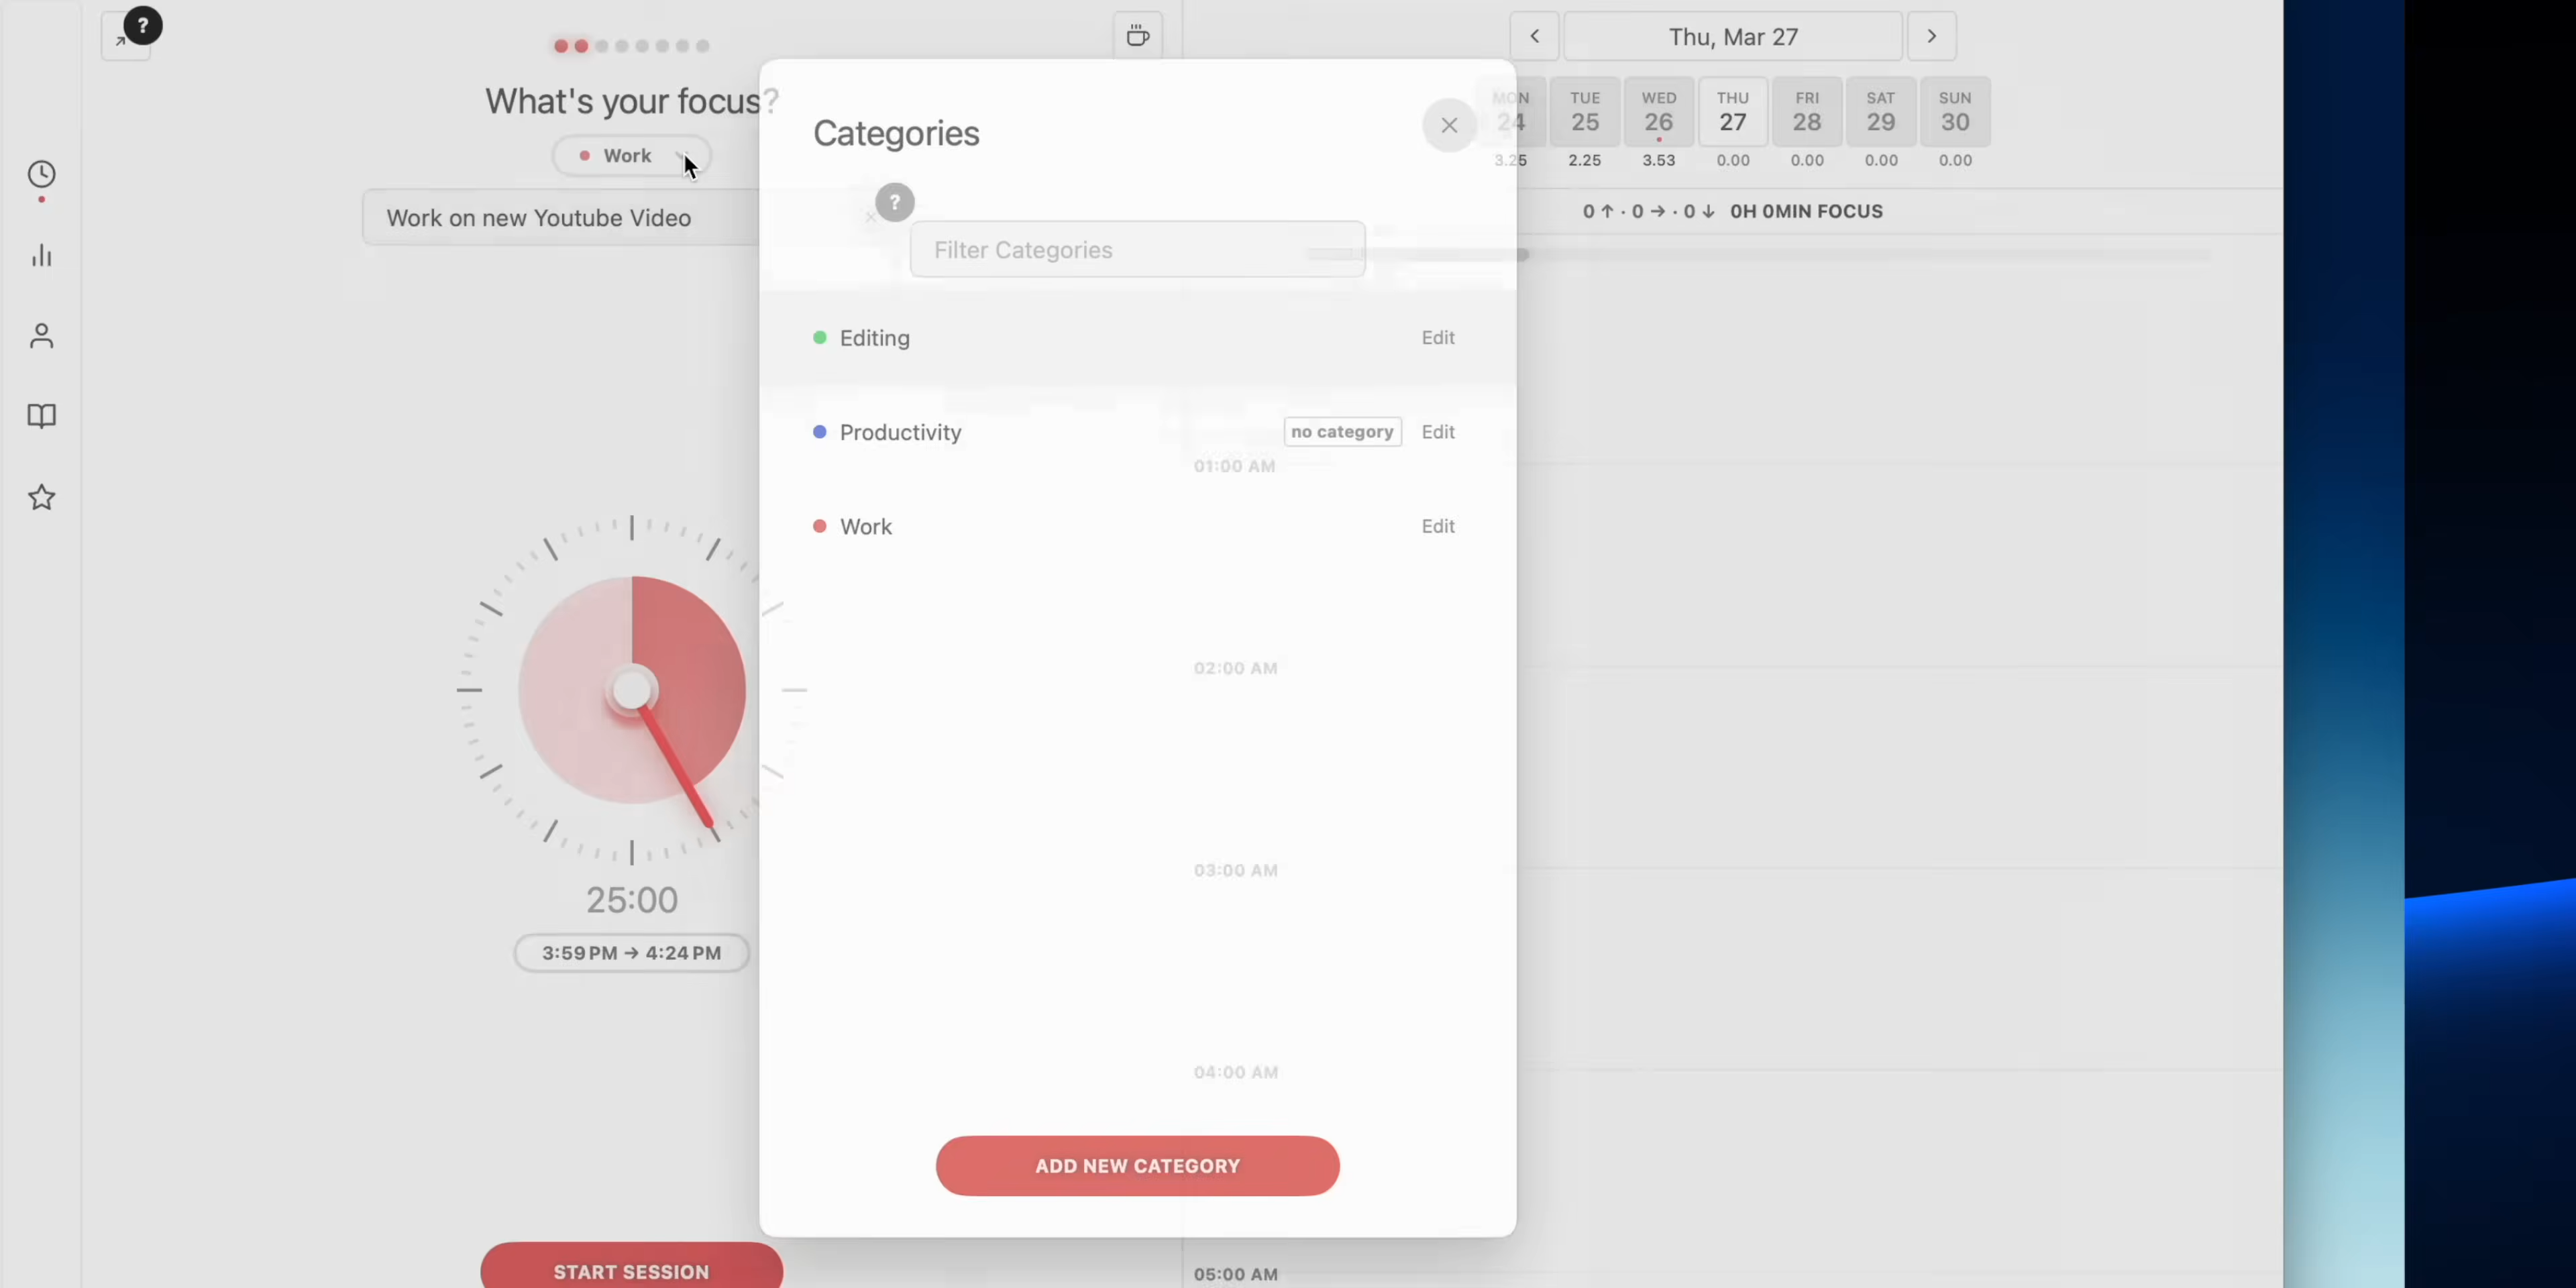 ?
What's your focus?
Work
Work on new Youtube Video
25:00
3:59 PM → 4:24 PM
START SESSION
Categories
?
Filter Categories
Editing
Edit
Productivity
no category
Edit
Work
Edit
ADD NEW CATEGORY
Thu, Mar 27
MON TUE WED THU FRI SAT SUN
24 25 26 27 28 29 30
3.25 2.25 3.53 0.00 0.00 0.00 0.00
0 ↑ · 0 → · 0 ↓ 0H 0MIN FOCUS
01:00 AM
02:00 AM
03:00 AM
04:00 AM
05:00 AM